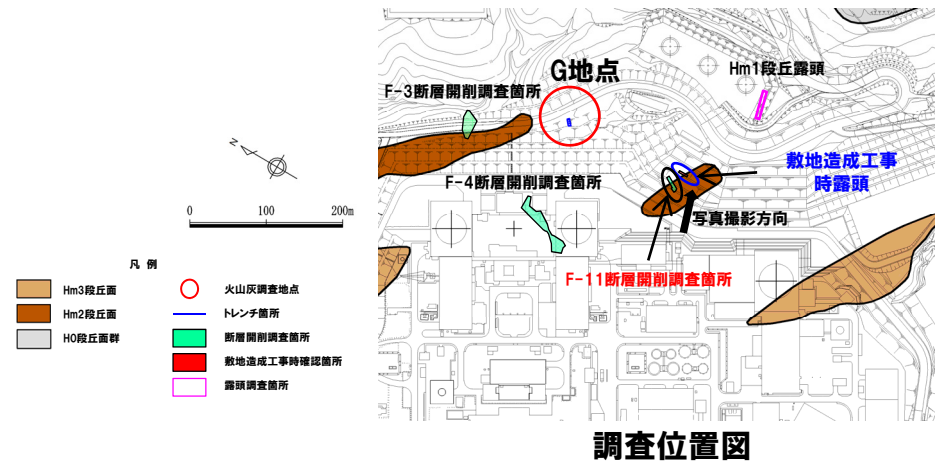 N
0 100 200m
凡 例
Hm3段丘面
Hm2段丘面
H0段丘面群
火山灰調査地点
トレンチ箇所
断層開削調査箇所
敷地造成工事時確認箇所
露頭調査箇所
G地点
Hm1段丘露頭
F-3断層開削調査箇所
敷地造成工事
時露頭
F-4断層開削調査箇所
写真撮影方向
F-11断層開削調査箇所
調査位置図